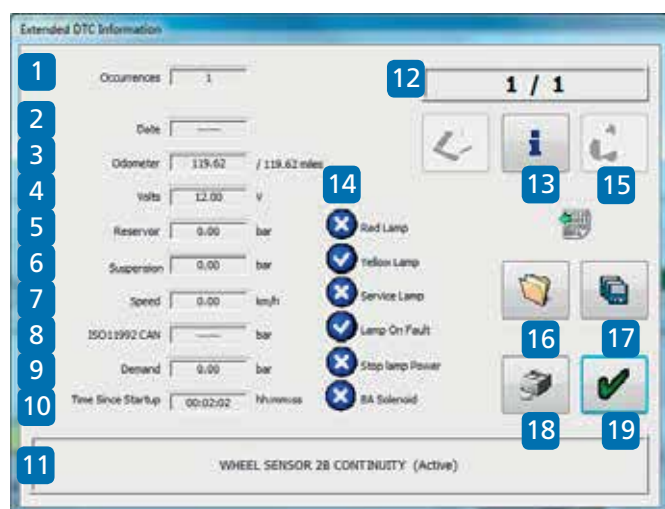 Extended DTC Information
1 Occurrences 1
12 1 / 1
2 Date ----
3 Odometer 119.62 / 119.62 miles
13 15
4 Volts 12.00 V
14
5 Reservor 0.00 bar
Red Lamp
6 Suspension 0.00 bar
Yellow Lamp
7 Speed 0.00 km/h
Service Lamp
8 ISO11992 CAN ---- bar
Lamp On Fault
16 17
9 Demand 0.00 bar
Stop lamp Power
10 Time Since Startup 00:02:02 hh:mm:ss
BA Solenoid
18 19
11 WHEEL SENSOR 2B CONTINUITY (Active)